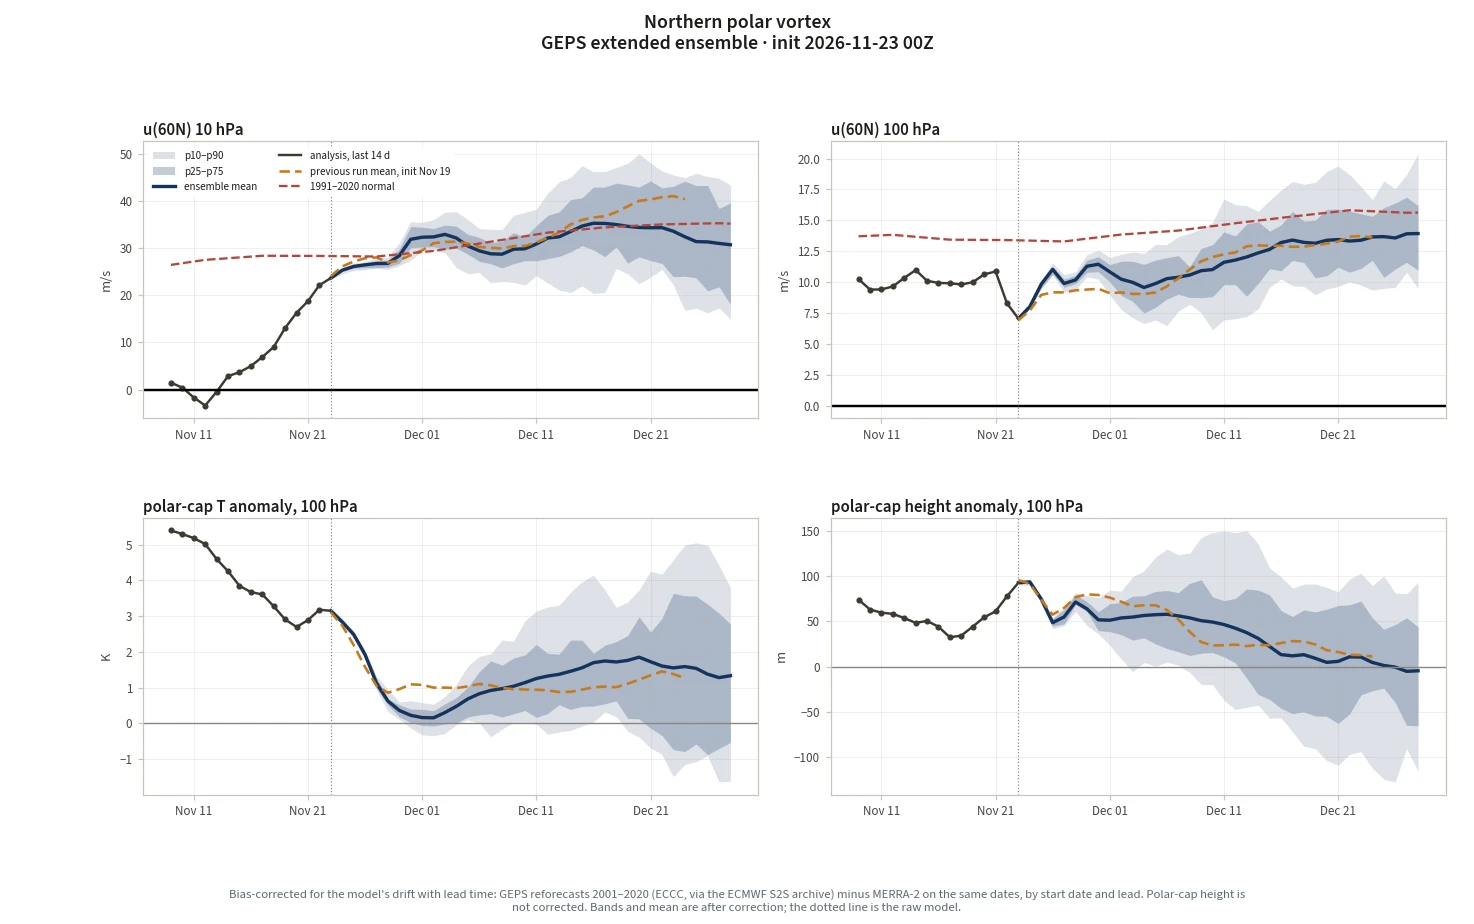 Northern polar vortex
GEPS extended ensemble · init 2026-11-23 00Z
u(60N) 10 hPa
p10–p90
p25–p75
ensemble mean
analysis, last 14 d
previous run mean, init Nov 19
1991–2020 normal
m/s
50
40
30
20
10
0
Nov 11
Nov 21
Dec 01
Dec 11
Dec 21
u(60N) 100 hPa
m/s
20.0
17.5
15.0
12.5
10.0
7.5
5.0
2.5
0.0
Nov 11
Nov 21
Dec 01
Dec 11
Dec 21
polar-cap T anomaly, 100 hPa
K
5
4
3
2
1
0
−1
Nov 11
Nov 21
Dec 01
Dec 11
Dec 21
polar-cap height anomaly, 100 hPa
m
150
100
50
0
−50
−100
Nov 11
Nov 21
Dec 01
Dec 11
Dec 21
Bias-corrected for the model's drift with lead time: GEPS reforecasts 2001–2020 (ECCC, via the ECMWF S2S archive) minus MERRA-2 on the same dates, by start date and lead. Polar-cap height is
not corrected. Bands and mean are after correction; the dotted line is the raw model.